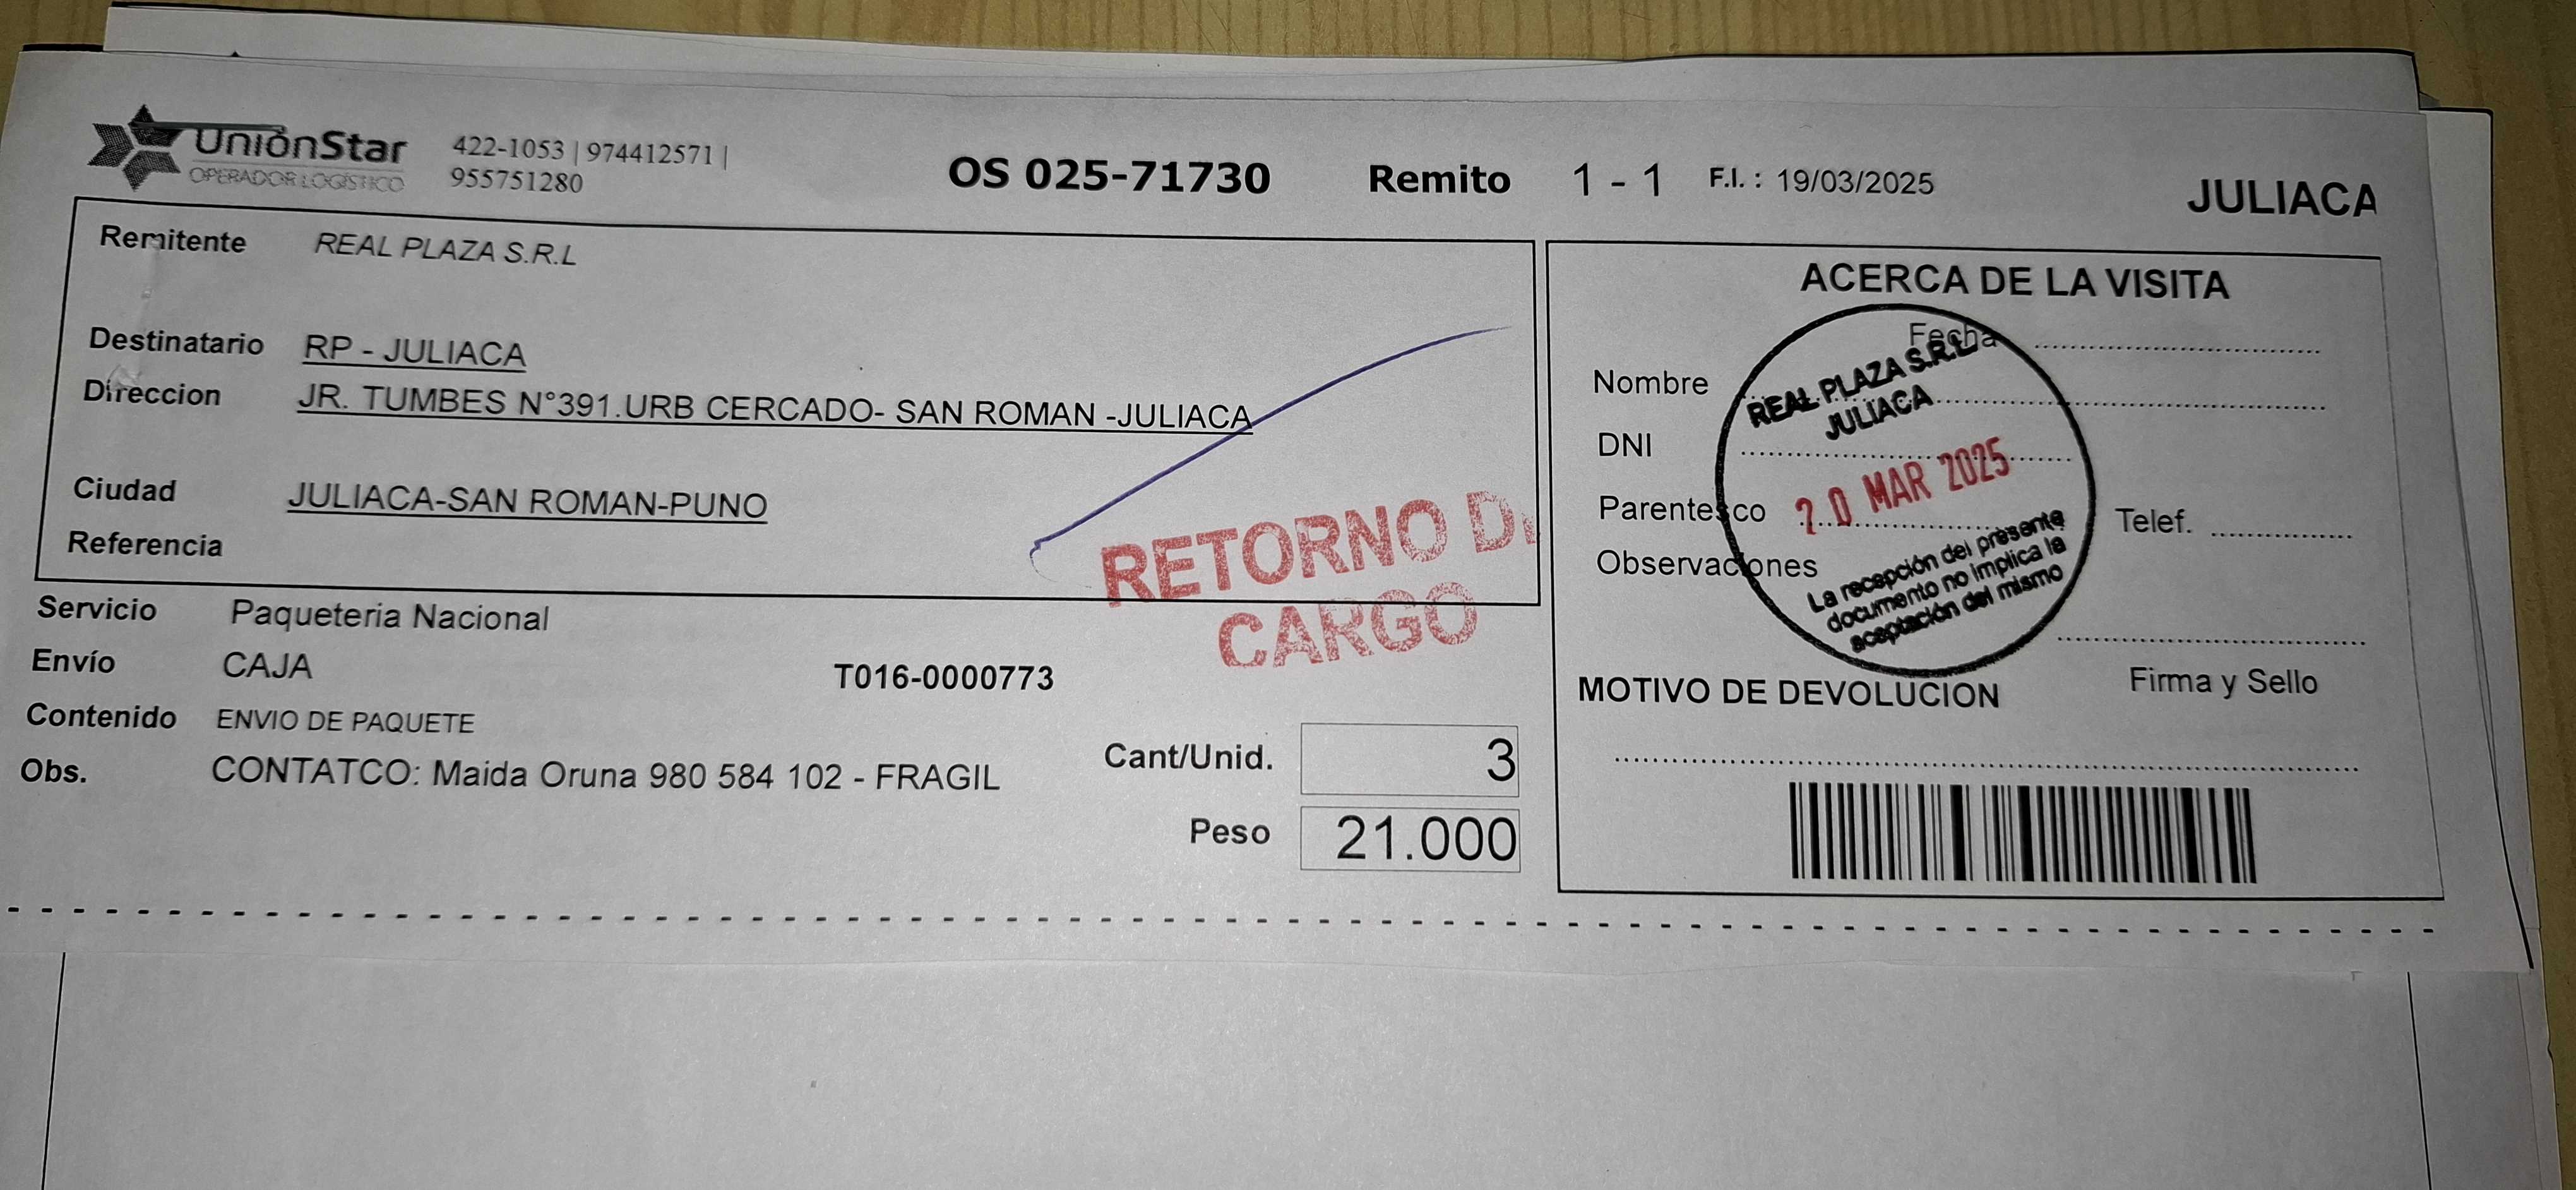 UniónStar
OPERADOR LOGÍSTICO
422-1053 | 974412571 |
955751280
OS 025-71730 Remito 1 - 1 F.I. : 19/03/2025
JULIACA
Remitente REAL PLAZA S.R.L
Destinatario RP - JULIACA
Direccion JR. TUMBES N°391.URB CERCADO- SAN ROMAN -JULIACA
Ciudad JULIACA-SAN ROMAN-PUNO
Referencia
RETORNO D
CARGO
Servicio Paqueteria Nacional
Envío CAJA T016-0000773
Contenido ENVIO DE PAQUETE
Obs. CONTATCO: Maida Oruna 980 584 102 - FRAGIL
Cant/Unid. 3
Peso 21.000
ACERCA DE LA VISITA
Fecha
Nombre
DNI
Parentesco
Telef.
Observaciones
REAL PLAZA S.R.L
JULIACA
20 MAR 2025
La recepción del presente
documento no implica la
aceptación del mismo
Firma y Sello
MOTIVO DE DEVOLUCION